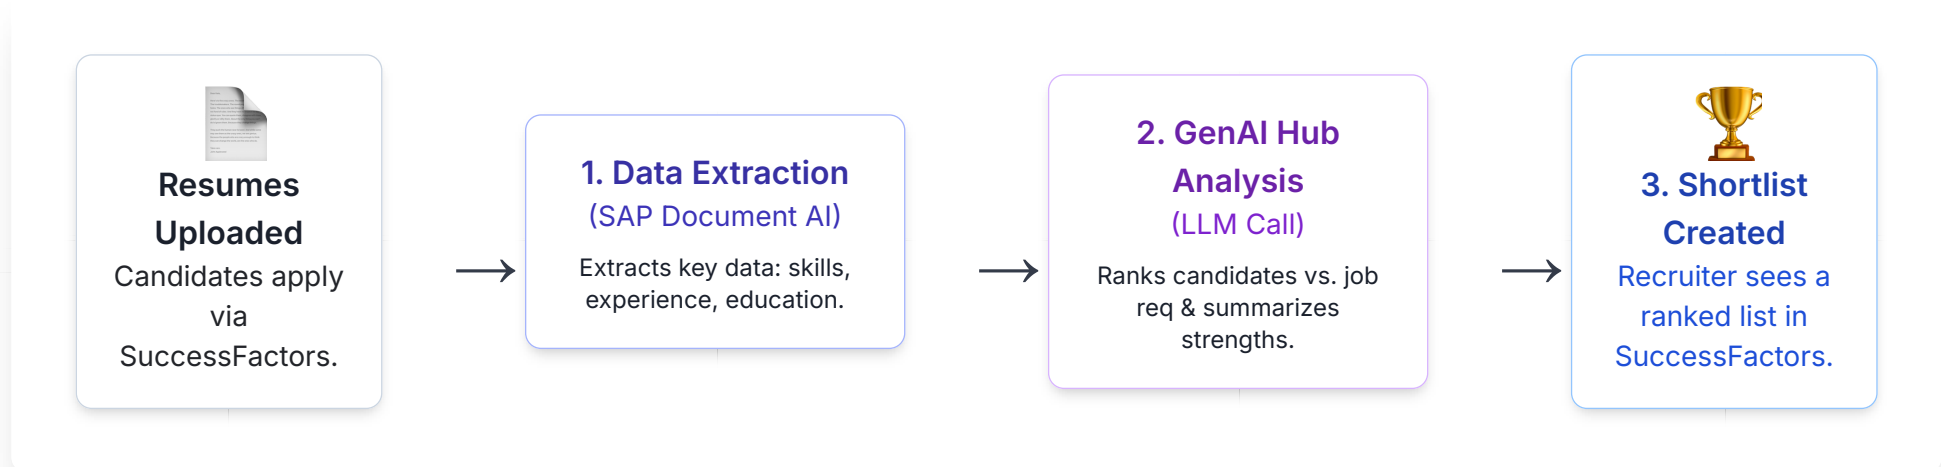 Resumes
Uploaded
Candidates apply
via
SuccessFactors.
1. Data Extraction
(SAP Document AI)
Extracts key data: skills,
experience, education.
2. GenAI Hub
Analysis
(LLM Call)
Ranks candidates vs. job
req & summarizes
strengths.
3. Shortlist
Created
Recruiter sees a
ranked list in
SuccessFactors.